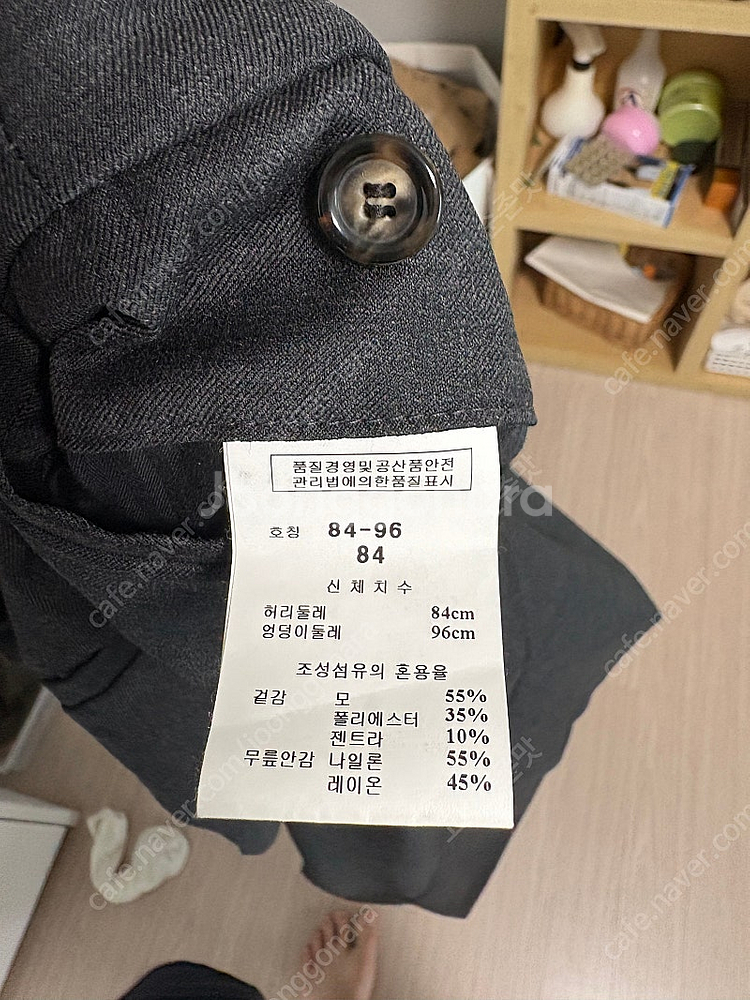 품질경영및공산품안전
관리법에의한품질표시
호칭 84-96
84
신체치수
허리둘레 84cm
엉덩이둘레 96cm
조성섬유의 혼용율
겉감 모 55%
폴리에스터 35%
젠트라 10%
무릎안감 나일론 55%
레이온 45%